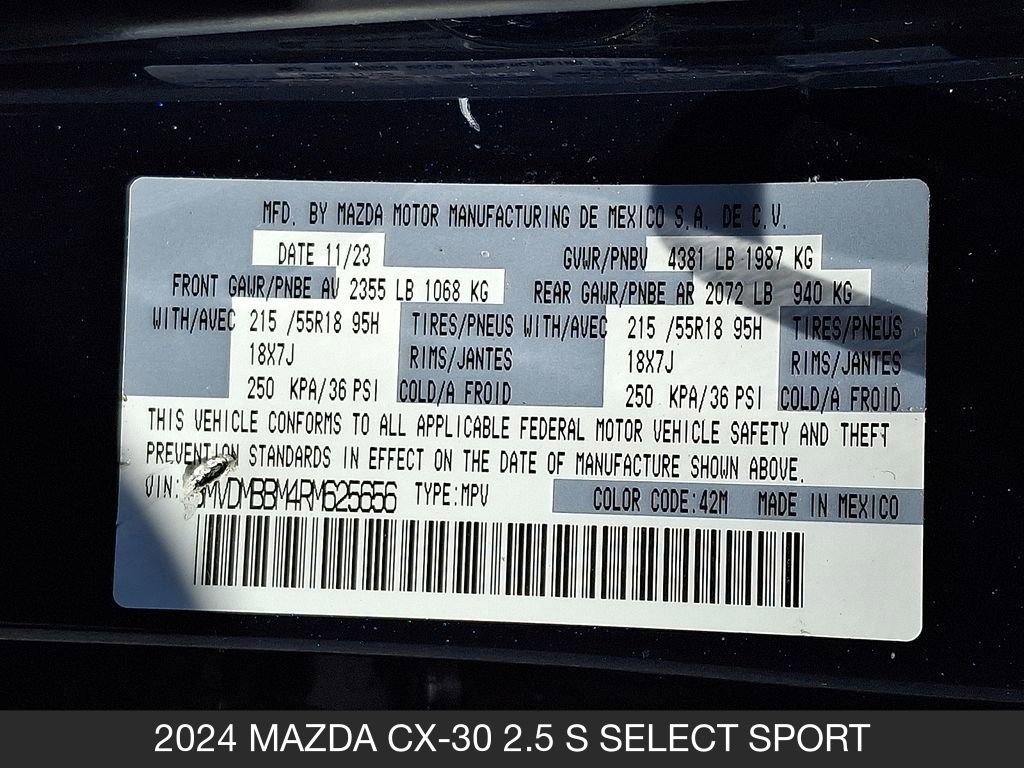 MFD. BY MAZDA MOTOR MANUFACTURING DE MEXICO S.A. DE C.V.
DATE 11/23 GVWR/PNBV 4381 LB 1987 KG
FRONT GAWR/PNBE AV 2355 LB 1068 KG REAR GAWR/PNBE AR 2072 LB 940 KG
WITH/AVEC 215 /55R18 95H TIRES/PNEUS WITH/AVEC 215 /55R18 95H TIRES/PNEUS
18X7J RIMS/JANTES 18X7J RIMS/JANTES
250 KPA/36 PSI COLD/A FROID 250 KPA/36 PSI COLD/A FROID
THIS VEHICLE CONFORMS TO ALL APPLICABLE FEDERAL MOTOR VEHICLE SAFETY AND THEFT
PREVENTION STANDARDS IN EFFECT ON THE DATE OF MANUFACTURE SHOWN ABOVE.
VIN: 3MVDMBBM4RM625656 TYPE:MPV COLOR CODE:42M MADE IN MEXICO
2024 MAZDA CX-30 2.5 S SELECT SPORT